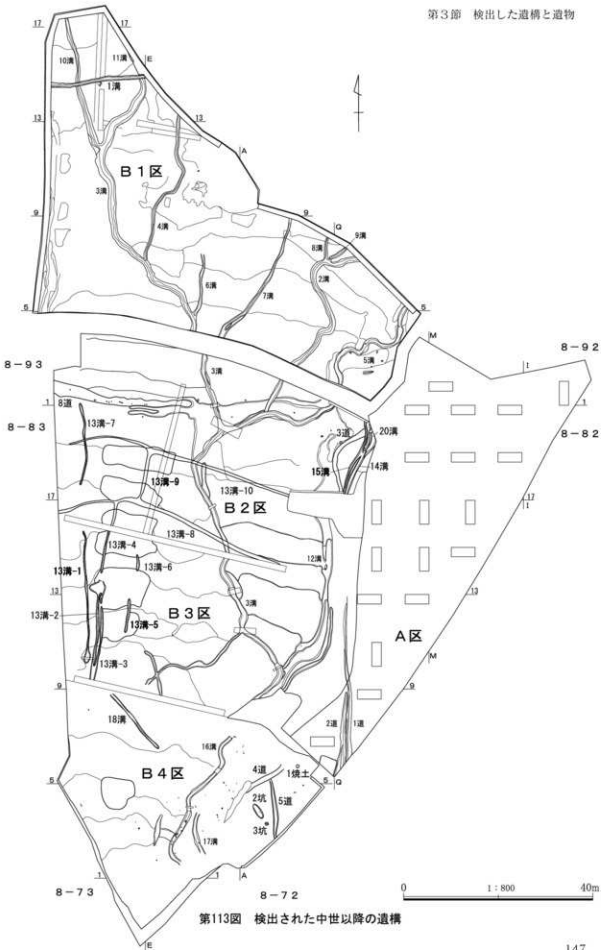 第3節　検出した遺構と遺物
17
17
10溝
11溝
E
1溝
13
13
A
B1区
3溝
9
4溝
9
Q
8溝
9溝
2溝
6溝
7溝
5
5
M
3溝
5溝
8-93
I
8-92
8道
1
1
13溝-7
8-83
3道
20溝
8-82
15溝
14溝
13溝-9
13溝-10
17
17
I
B2区
13溝-8
13溝-4
13溝-1
13溝-6
12溝
13
13
3溝
13溝-2
B3区
13溝-5
A区
13溝-3
M
9
9
18溝
2道
1道
16溝
B4区
4道
1焼土
5
5
Q
2坑
5道
3坑
17溝
1
1
A
8-73
8-72
0
1：800
40m
E
第113図　検出された中世以降の遺構
147